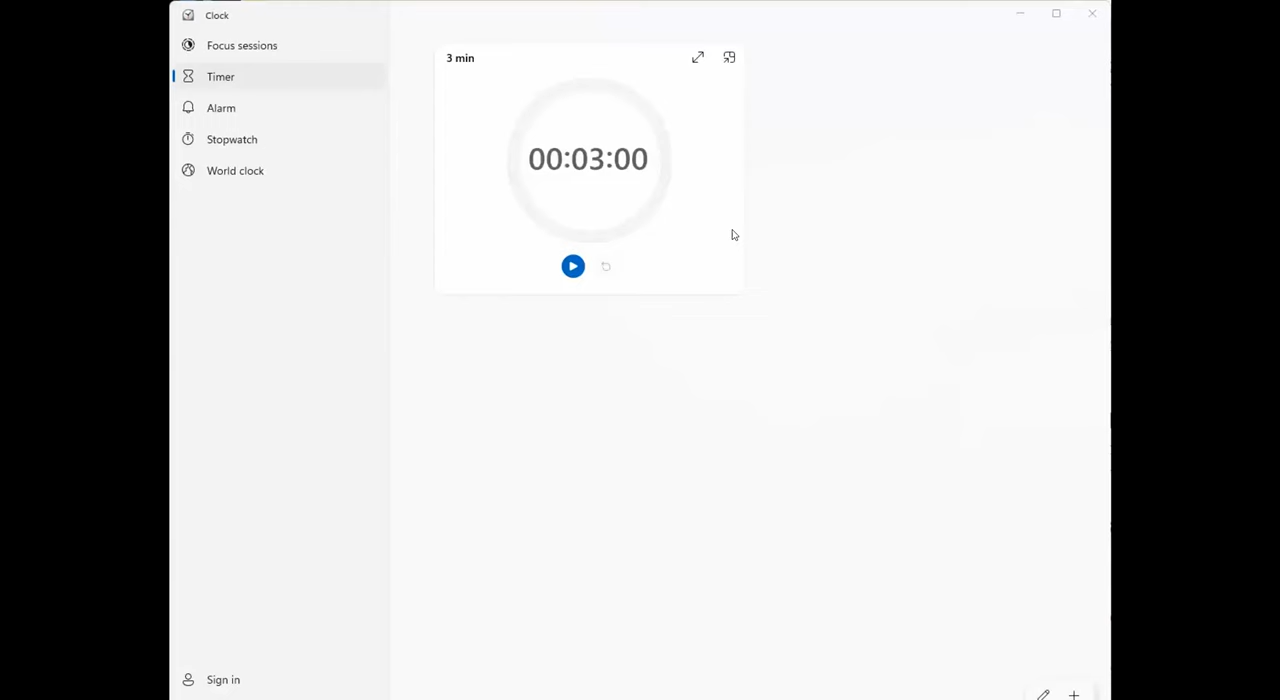 Clock
Focus sessions
Timer
Alarm
Stopwatch
World clock
Sign in
3 min
00:03:00